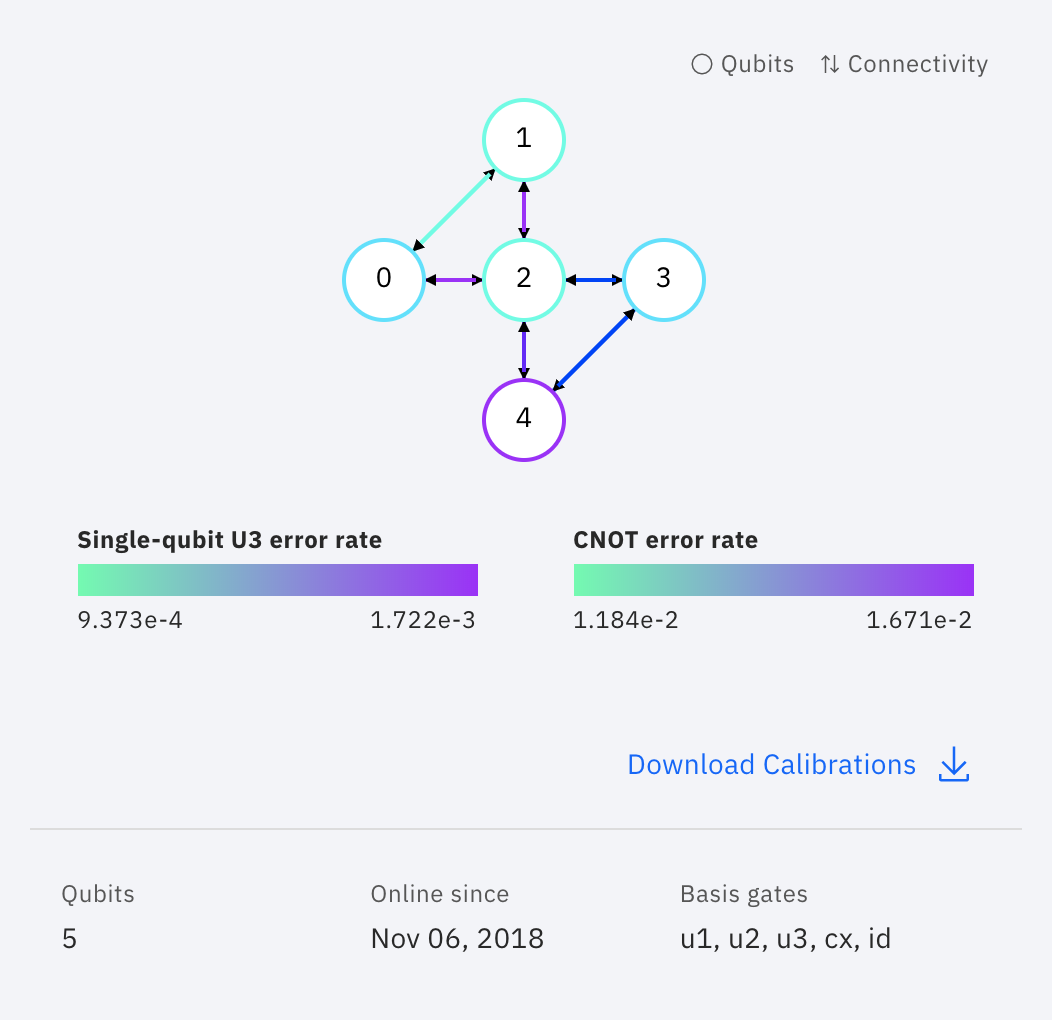 Qubits Connectivity
1
0 2 3
4
Single-qubit U3 error rate CNOT error rate
9.373e-4 1.722e-3 1.184e-2 1.671e-2
Download Calibrations
Qubits Online since Basis gates
5 Nov 06, 2018 u1, u2, u3, cx, id